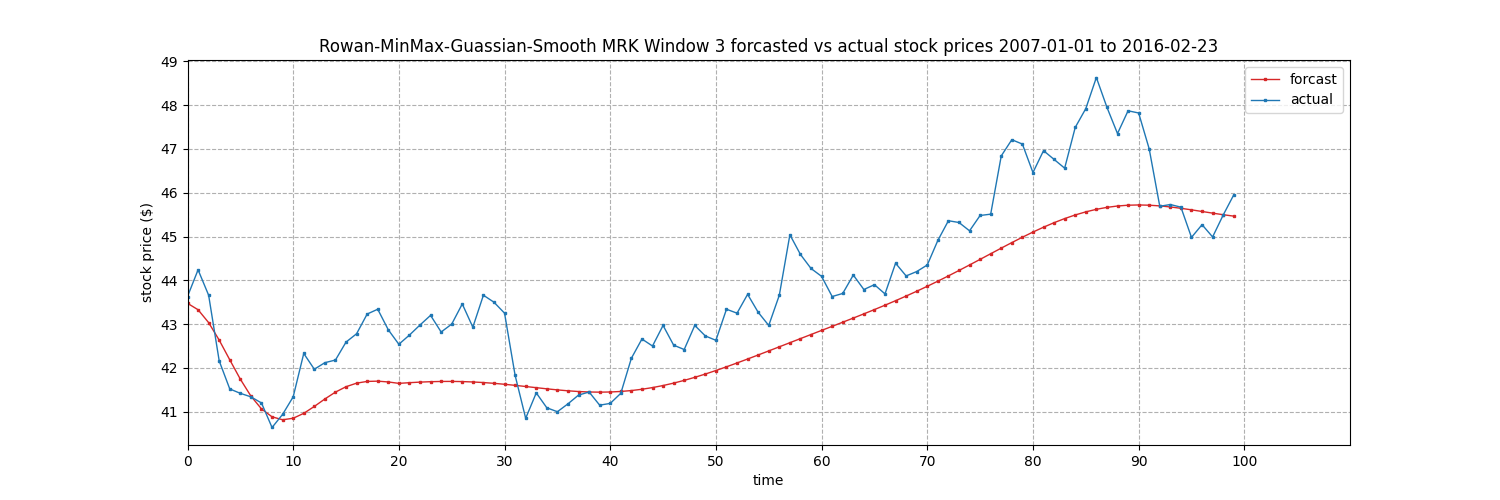 Rowan-MinMax-Guassian-Smooth MRK Window 3 forcasted vs actual stock prices 2007-01-01 to 2016-02-23
forcast
actual
stock price ($)
49
48
47
46
45
44
43
42
41
0 10 20 30 40 50 60 70 80 90 100
time